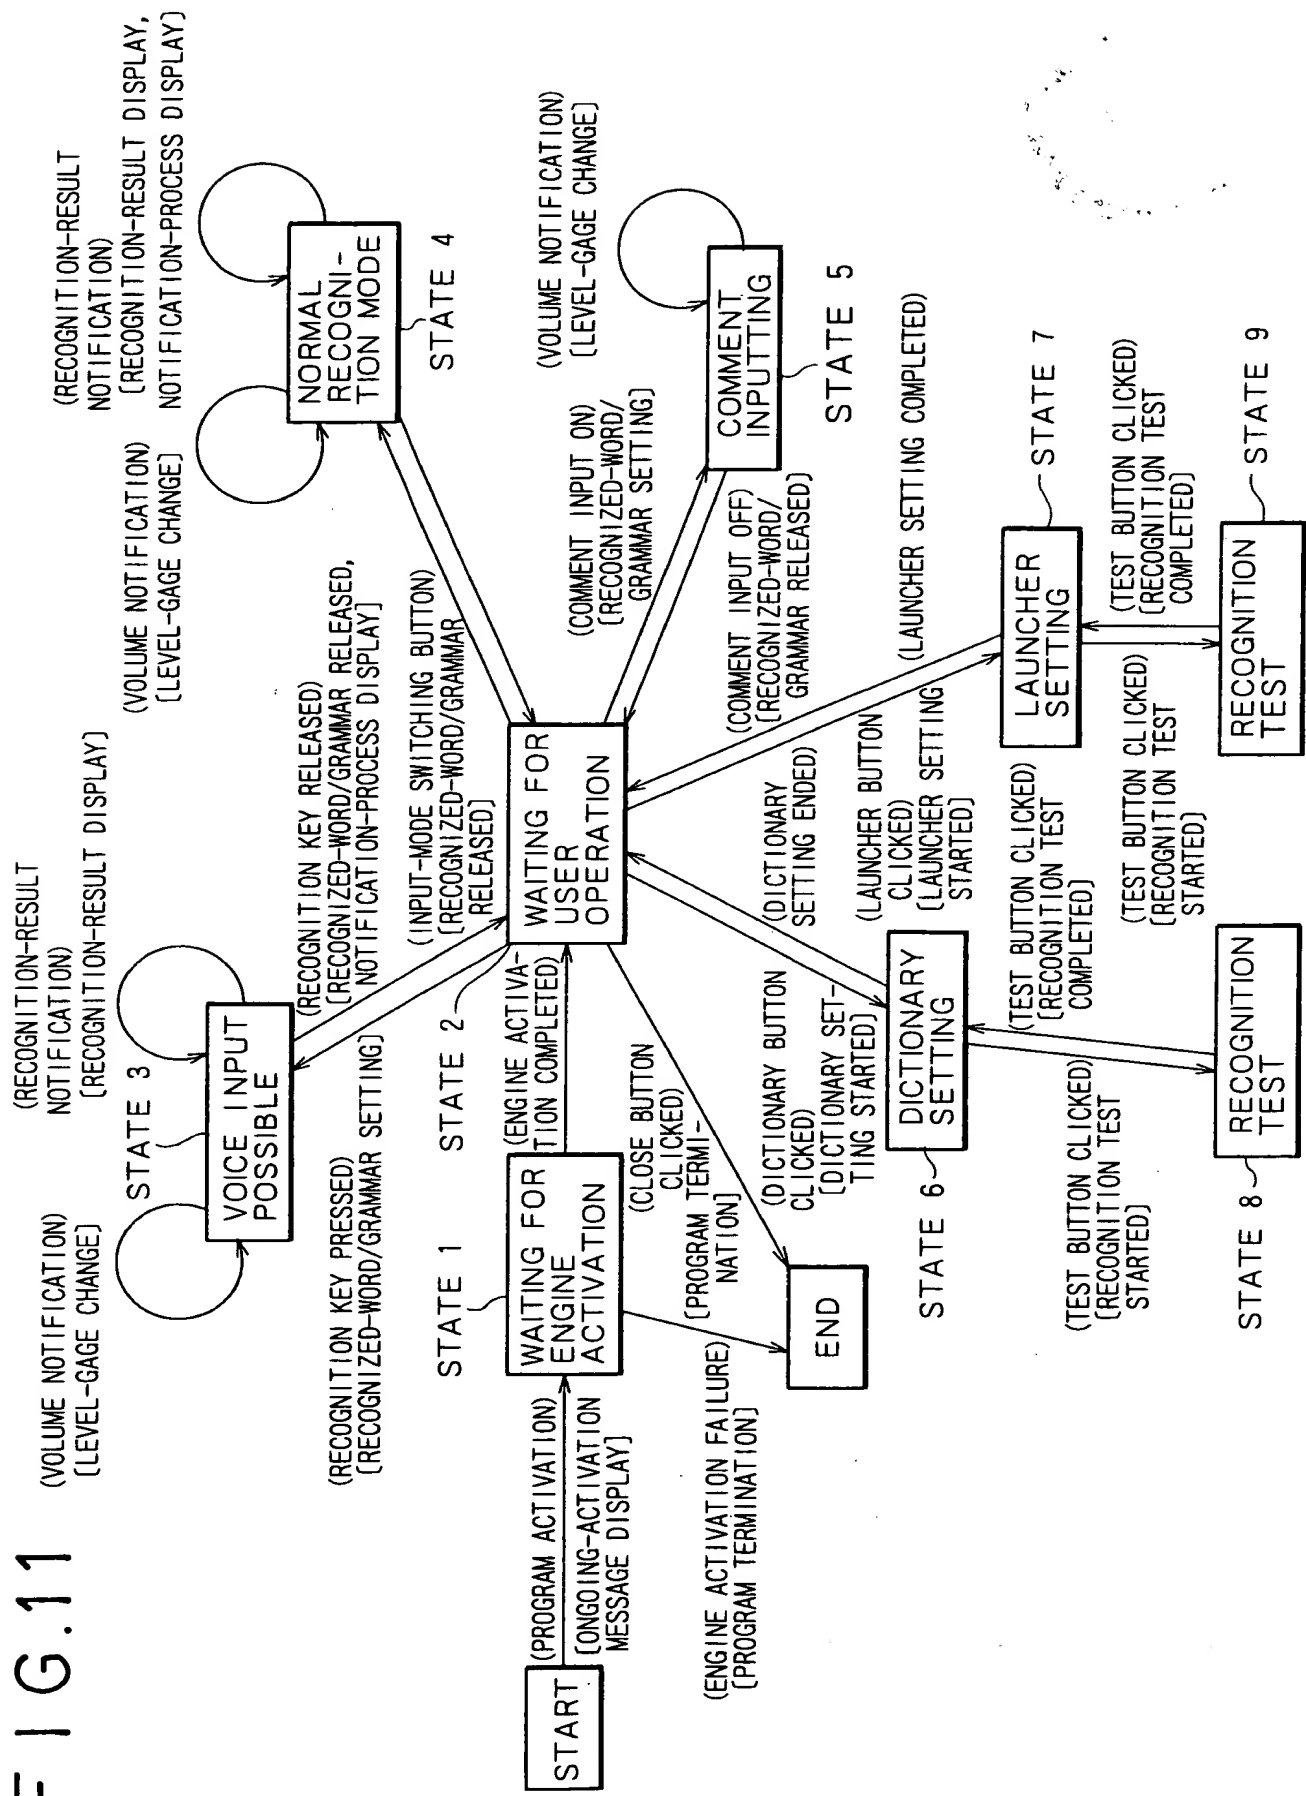 FIG.11
(VOLUME NOTIFICATION)
[LEVEL-GAGE CHANGE]
(RECOGNITION-RESULT
NOTIFICATION)
[RECOGNITION-RESULT DISPLAY]
STATE 3
VOICE INPUT
POSSIBLE
(VOLUME NOTIFICATION)
[LEVEL-GAGE CHANGE]
(RECOGNITION-RESULT
NOTIFICATION)
[RECOGNITION-RESULT DISPLAY,
NOTIFICATION-PROCESS DISPLAY]
NORMAL
RECOGNI-
TION MODE
STATE 4
(RECOGNITION KEY PRESSED)
[RECOGNIZED-WORD/GRAMMAR SETTING]
(RECOGNITION KEY RELEASED)
[RECOGNIZED-WORD/GRAMMAR RELEASED,
NOTIFICATION-PROCESS DISPLAY]
(INPUT-MODE SWITCHING BUTTON)
[RECOGNIZED-WORD/GRAMMAR
RELEASED]
START
(PROGRAM ACTIVATION)
[ONGOING-ACTIVATION
MESSAGE DISPLAY]
STATE 1
WAITING FOR
ENGINE
ACTIVATION
STATE 2
(ENGINE ACTIVA-
TION COMPLETED)
WAITING FOR
USER
OPERATION
(COMMENT INPUT ON)
[RECOGNIZED-WORD/
GRAMMAR SETTING]
(VOLUME NOTIFICATION)
[LEVEL-GAGE CHANGE]
COMMENT
INPUTTING
STATE 5
(COMMENT INPUT OFF)
[RECOGNIZED-WORD/
GRAMMAR RELEASED]
(ENGINE ACTIVATION FAILURE)
[PROGRAM TERMINATION]
(CLOSE BUTTON
CLICKED)
[PROGRAM TERMI-
NATION]
END
(DICTIONARY BUTTON
CLICKED)
[DICTIONARY SET-
TING STARTED]
(DICTIONARY
SETTING ENDED)
(LAUNCHER BUTTON
CLICKED)
[LAUNCHER SETTING
STARTED]
(LAUNCHER SETTING COMPLETED)
STATE 6
DICTIONARY
SETTING
LAUNCHER
SETTING
STATE 7
(TEST BUTTON CLICKED)
[RECOGNITION TEST
STARTED]
(TEST BUTTON CLICKED)
[RECOGNITION TEST
COMPLETED]
(TEST BUTTON CLICKED)
[RECOGNITION TEST
STARTED]
(TEST BUTTON CLICKED)
[RECOGNITION TEST
COMPLETED]
STATE 8
RECOGNITION
TEST
RECOGNITION
TEST
STATE 9